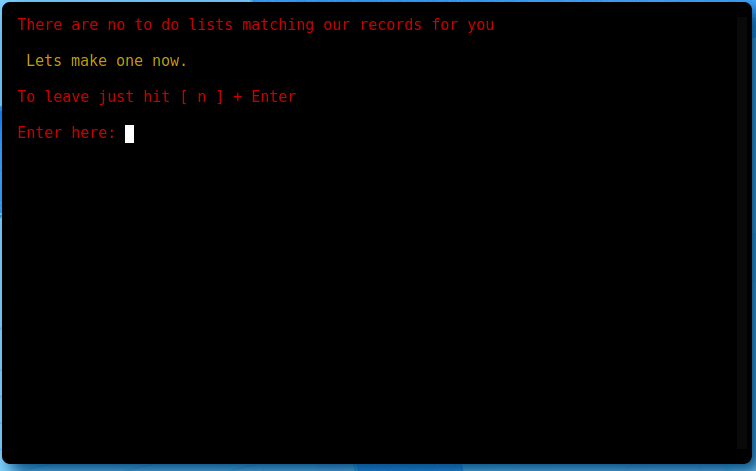 There are no to do lists matching our records for you
Lets make one now.
To leave just hit [ n ] + Enter
Enter here: